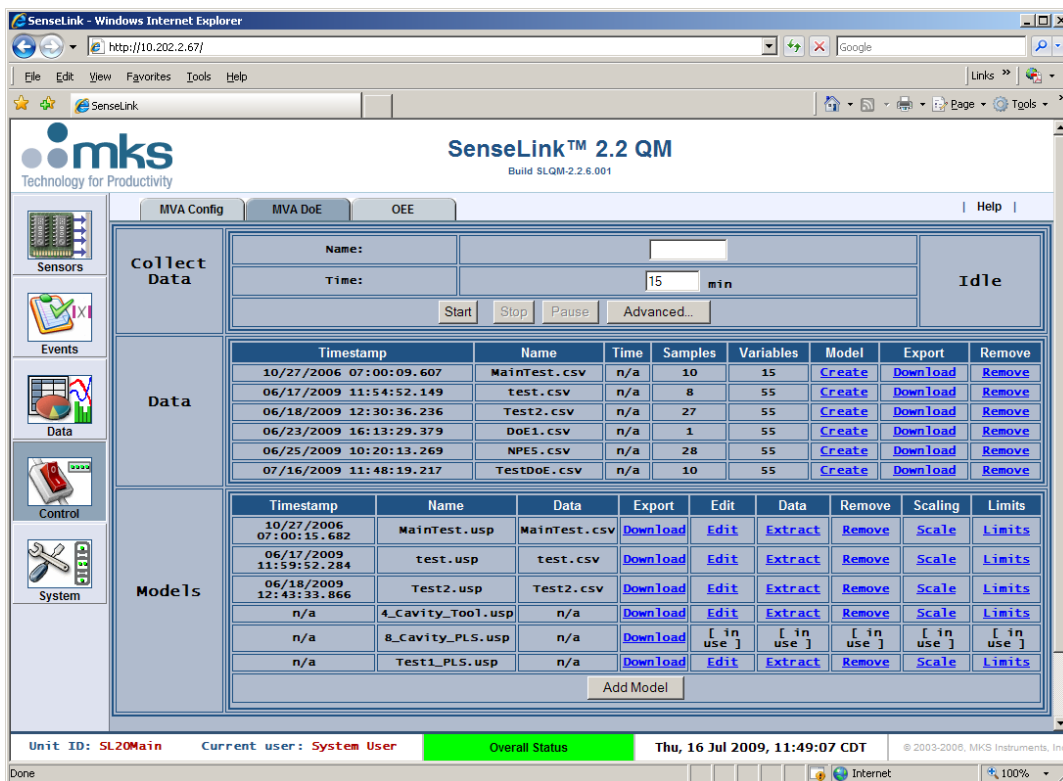 SenseLink - Windows Internet Explorer
http://10.202.2.67/
Google
File Edit View Favorites Tools Help
Links »
SenseLink
Page Tools
mks
Technology for Productivity
SenseLink™ 2.2 QM
Build SLQM-2.2.6.001
MVA Config MVA DoE OEE | Help |
Sensors
Events
Data
Control
System
Collect Data
Name:
Time: 15 min
Idle
Start Stop Pause Advanced...
Data
Timestamp Name Time Samples Variables Model Export Remove
10/27/2006 07:00:09.607 MainTest.csv n/a 10 15 Create Download Remove
06/17/2009 11:54:52.149 test.csv n/a 8 55 Create Download Remove
06/18/2009 12:30:36.236 Test2.csv n/a 27 55 Create Download Remove
06/23/2009 16:13:29.379 DoE1.csv n/a 1 55 Create Download Remove
06/25/2009 10:20:13.269 NPE5.csv n/a 28 55 Create Download Remove
07/16/2009 11:48:19.217 TestDoE.csv n/a 10 55 Create Download Remove
Models
Timestamp Name Data Export Edit Data Remove Scaling Limits
10/27/2006 07:00:15.682 MainTest.usp MainTest.csv Download Edit Extract Remove Scale Limits
06/17/2009 11:59:52.284 test.usp test.csv Download Edit Extract Remove Scale Limits
06/18/2009 12:43:33.866 Test2.usp Test2.csv Download Edit Extract Remove Scale Limits
n/a 4_Cavity_Tool.usp n/a Download Edit Extract Remove Scale Limits
n/a 8_Cavity_PLS.usp n/a Download [ in use ] [ in use ] [ in use ] [ in use ] [ in use ]
n/a Test1_PLS.usp n/a Download Edit Extract Remove Scale Limits
Add Model
Unit ID: SL20Main Current user: System User Overall Status Thu, 16 Jul 2009, 11:49:07 CDT © 2003-2006, MKS Instruments, In
Done Internet 100%